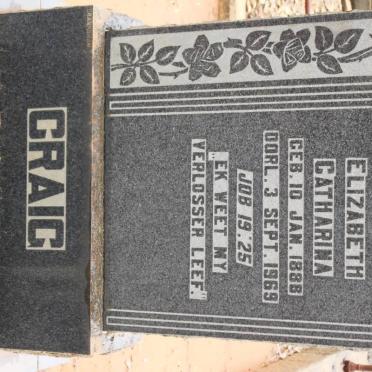 ELIZABETH
CATHARINA
GEB 10 JAN. 1888
OORL. 3 SEPT. 1969
JOB 19:25
"EK WEET MY
VERLOSSER LEEF."
CRAIG